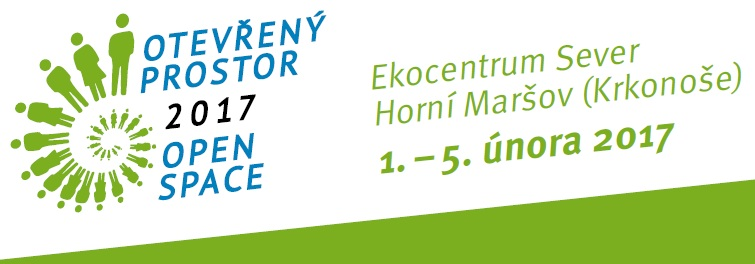 OTEVŘENÝ
PROSTOR
2017
OPEN
SPACE
Ekocentrum Sever
Horní Maršov (Krkonoše)
1. – 5. února 2017